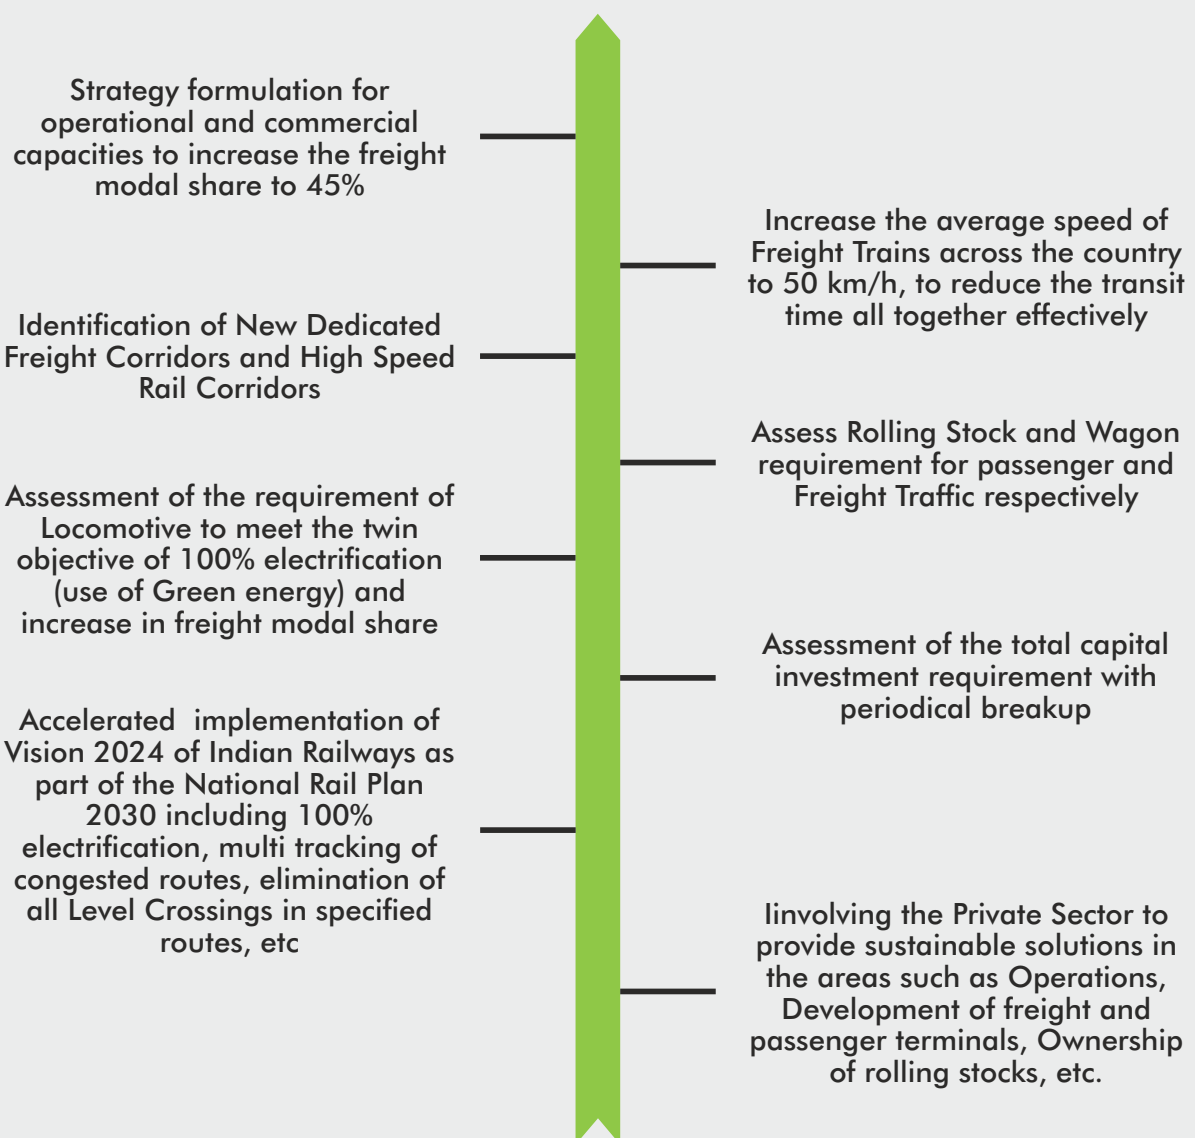 Strategy formulation for
operational and commercial
capacities to increase the freight
modal share to 45%
Increase the average speed of
Freight Trains across the country
to 50 km/h, to reduce the transit
time all together effectively
Identification of New Dedicated
Freight Corridors and High Speed
Rail Corridors
Assess Rolling Stock and Wagon
requirement for passenger and
Freight Traffic respectively
Assessment of the requirement of
Locomotive to meet the twin
objective of 100% electrification
(use of Green energy) and
increase in freight modal share
Assessment of the total capital
investment requirement with
periodical breakup
Accelerated  implementation of
Vision 2024 of Indian Railways as
part of the National Rail Plan
2030 including 100%
electrification, multi tracking of
congested routes, elimination of
all Level Crossings in specified
routes, etc
Iinvolving the Private Sector to
provide sustainable solutions in
the areas such as Operations,
Development of freight and
passenger terminals, Ownership
of rolling stocks, etc.